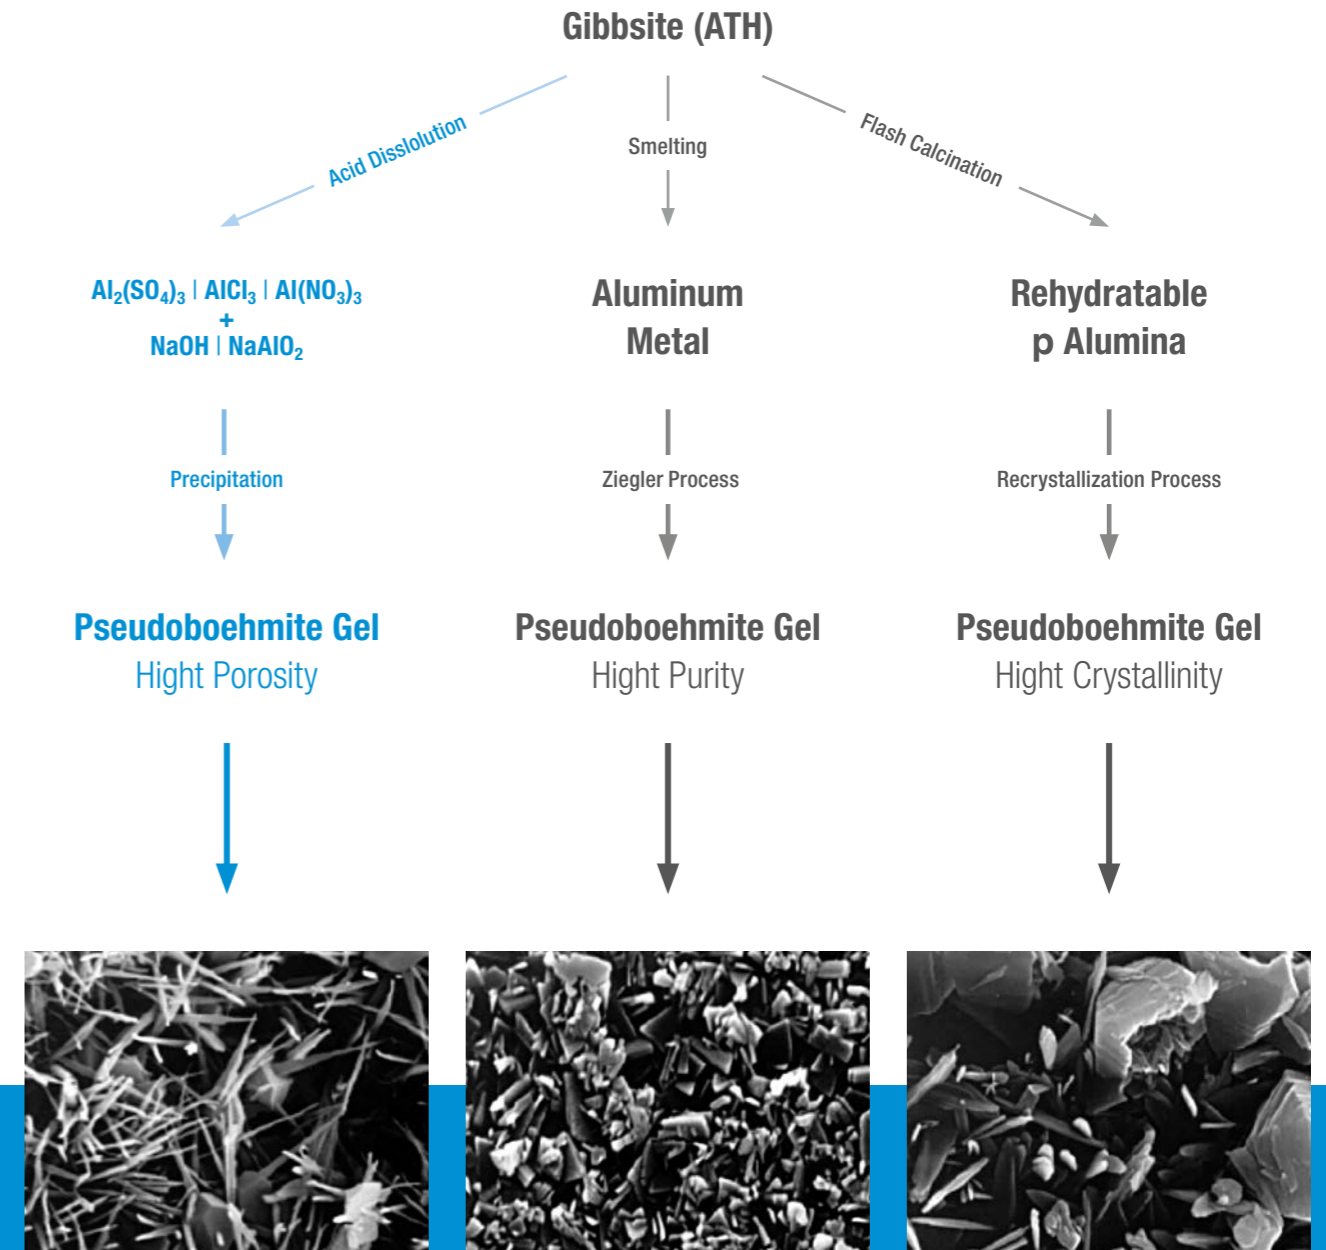 Gibbsite (ATH)
Acid Disslolution
Smelting
Flash Calcination
Al₂(SO₄)₃ | AlCl₃ | Al(NO₃)₃
+
NaOH | NaAlO₂
Aluminum
Metal
Rehydratable
p Alumina
Precipitation
Ziegler Process
Recrystallization Process
Pseudoboehmite Gel
Hight Porosity
Pseudoboehmite Gel
Hight Purity
Pseudoboehmite Gel
Hight Crystallinity